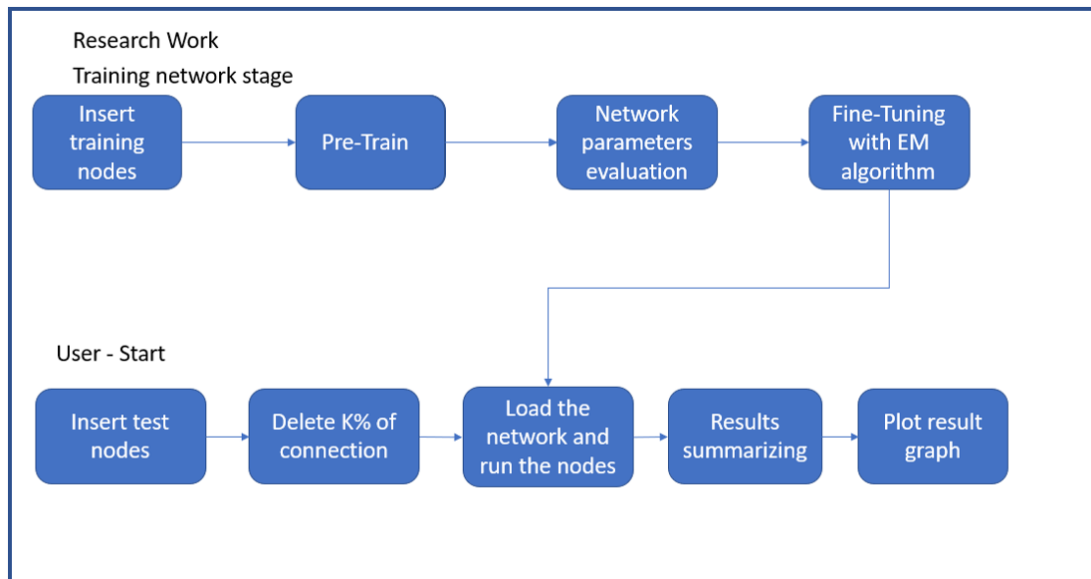 Research Work
Training network stage
Insert
training
nodes
Pre-Train
Network
parameters
evaluation
Fine-Tuning
with EM
algorithm
User - Start
Insert test
nodes
Delete K% of
connection
Load the
network and
run the nodes
Results
summarizing
Plot result
graph